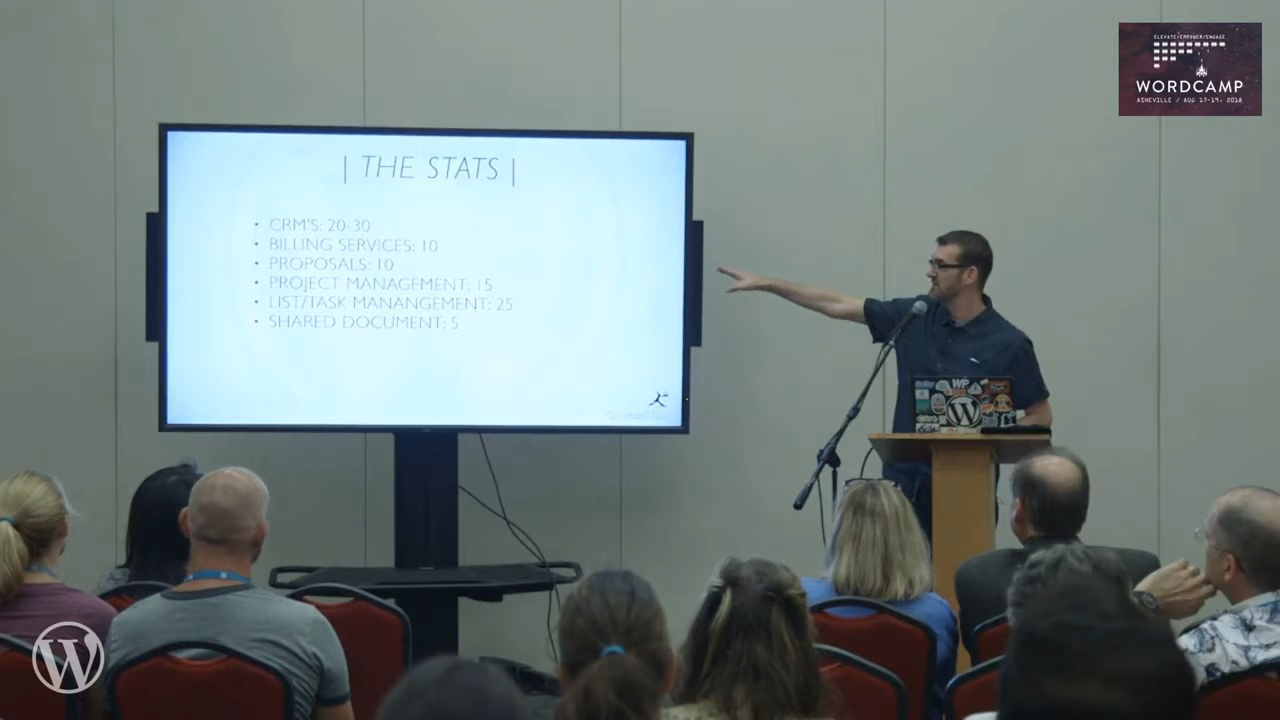 ELEVATE/EMPOWER/ENGAGE
WORDCAMP
ASHEVILLE / AUG 17-19, 2018
| THE STATS |
• CRM'S: 20-30
• BILLING SERVICES: 10
• PROPOSALS: 10
• PROJECT MANAGEMENT: 15
• LIST/TASK MANANGEMENT: 25
• SHARED DOCUMENT: 5
WP
W
W